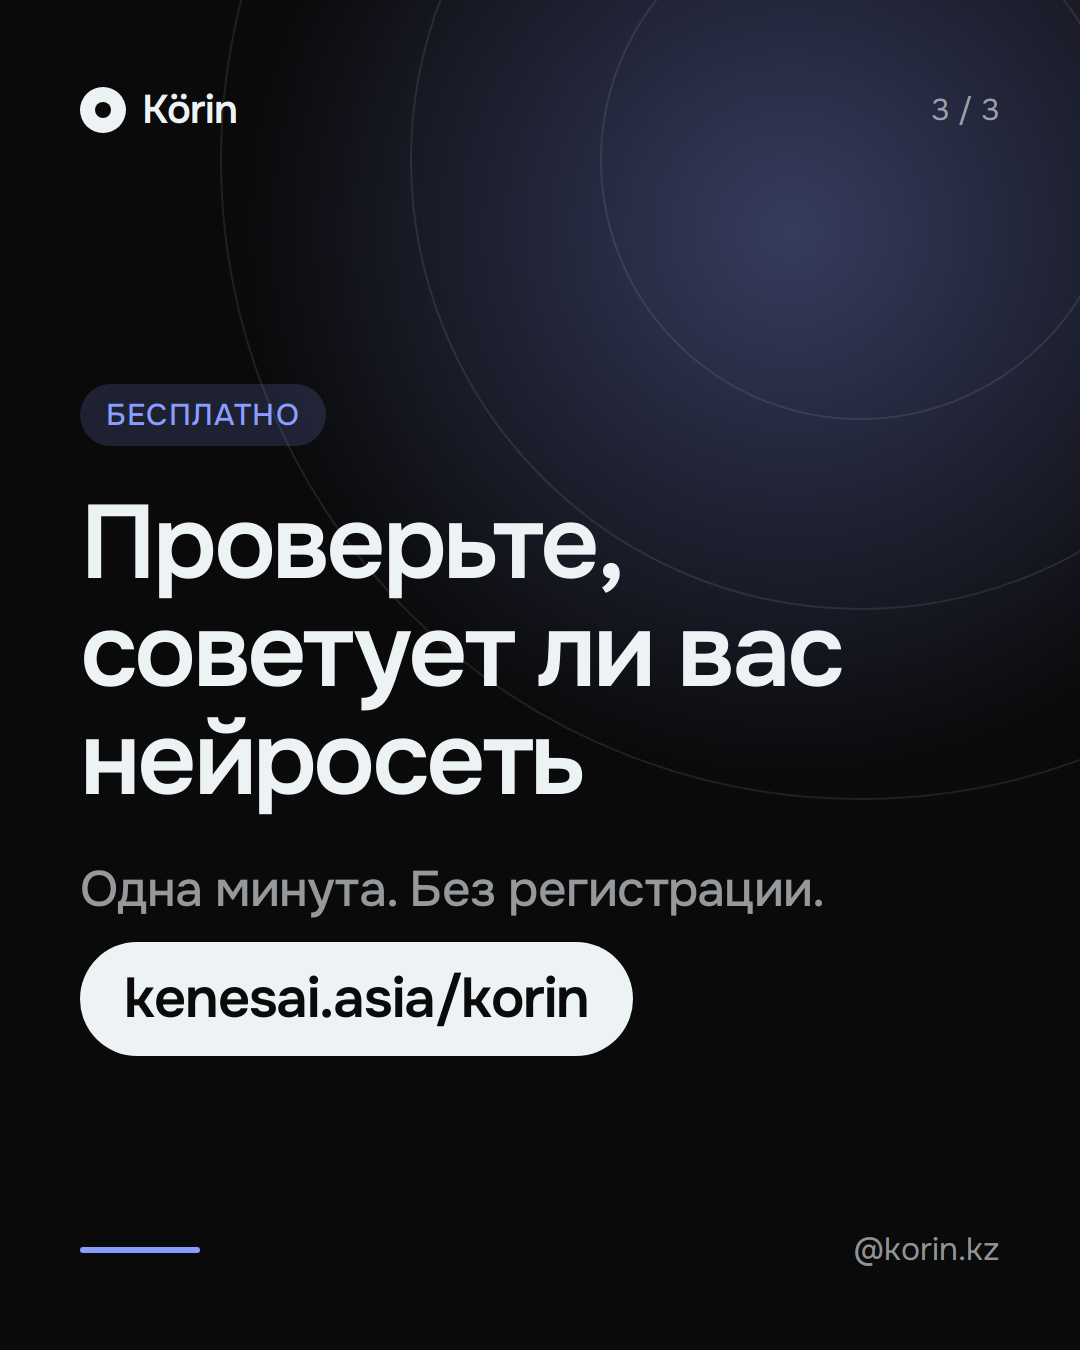 Körin
3 / 3
БЕСПЛАТНО
Проверьте,
советует ли вас
нейросеть
Одна минута. Без регистрации.
kenesai.asia/korin
@korin.kz